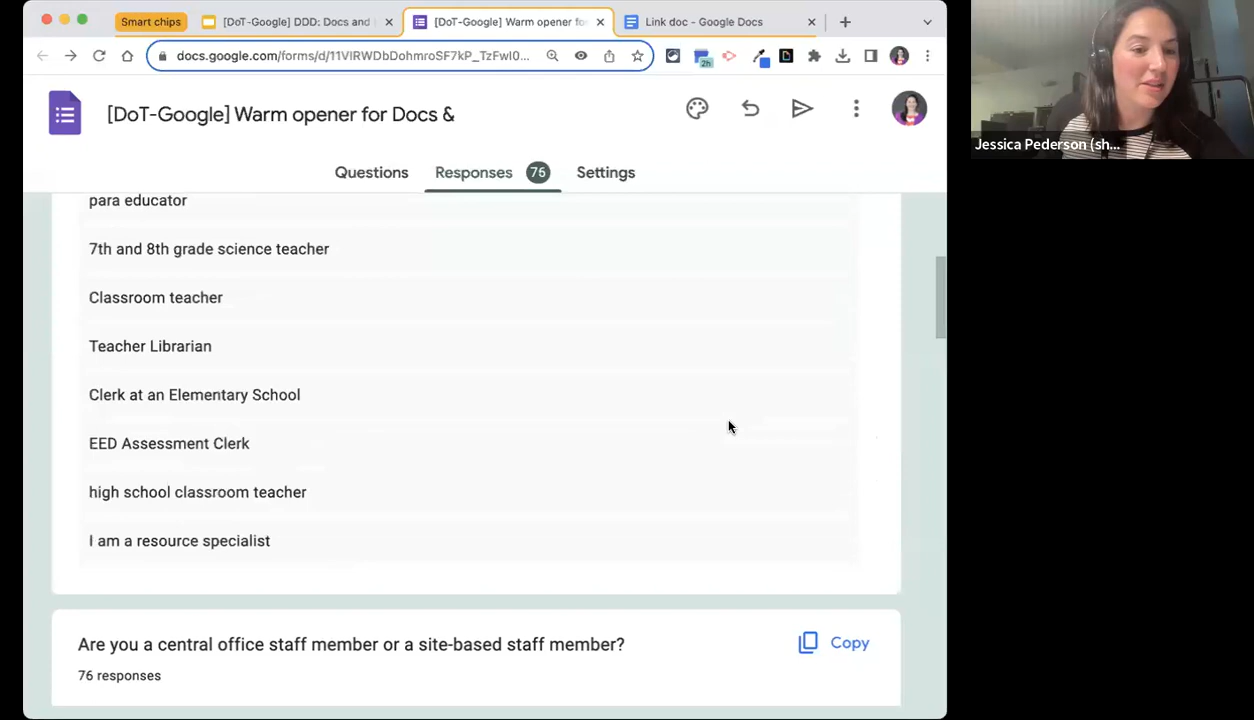 Smart chips
[DoT-Google] DDD: Docs and
[DoT-Google] Warm opener fo
Link doc - Google Docs
docs.google.com/forms/d/11VIRWDbDohmroSF7kP_TzFwI0...
2h
[DoT-Google] Warm opener for Docs &
Questions
Responses 76
Settings
para educator
7th and 8th grade science teacher
Classroom teacher
Teacher Librarian
Clerk at an Elementary School
EED Assessment Clerk
high school classroom teacher
I am a resource specialist
Are you a central office staff member or a site-based staff member?
Copy
76 responses
Jessica Pederson (sh...